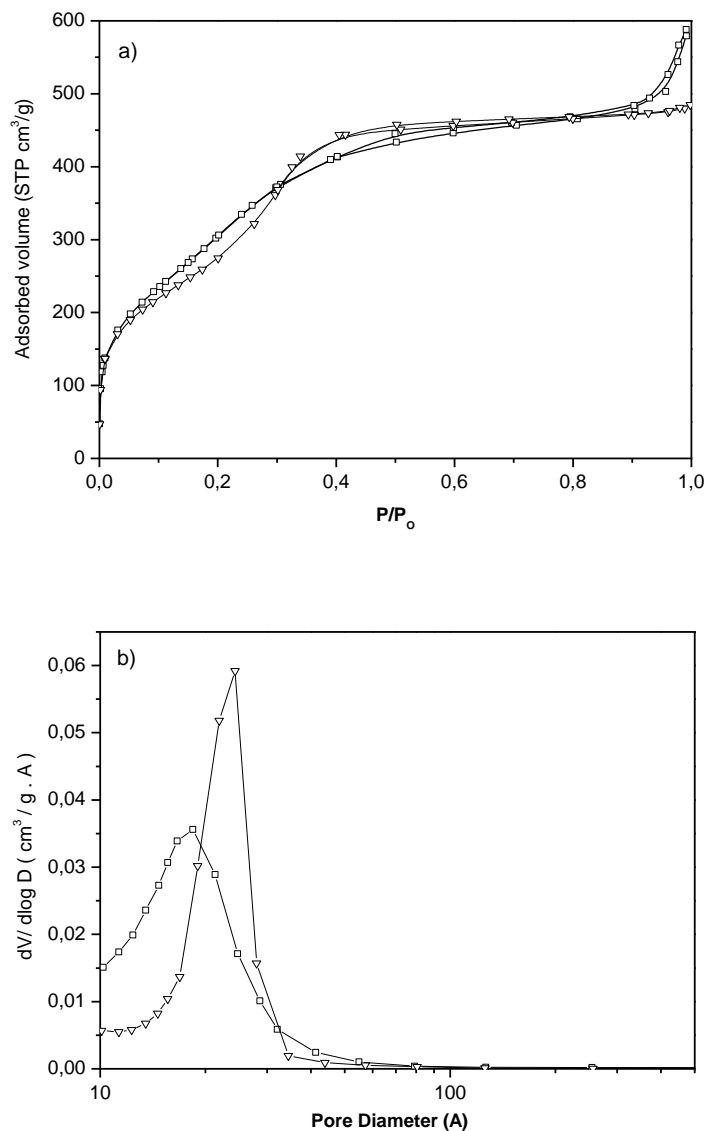 a)
600
500
400
300
200
100
0
Adsorbed volume (STP cm³/g)
0,0 0,2 0,4 0,6 0,8 1,0
P/P₀
b)
0,06
0,05
0,04
0,03
0,02
0,01
0,00
dV/ dlog D ( cm³ / g . A )
10 100
Pore Diameter (A)